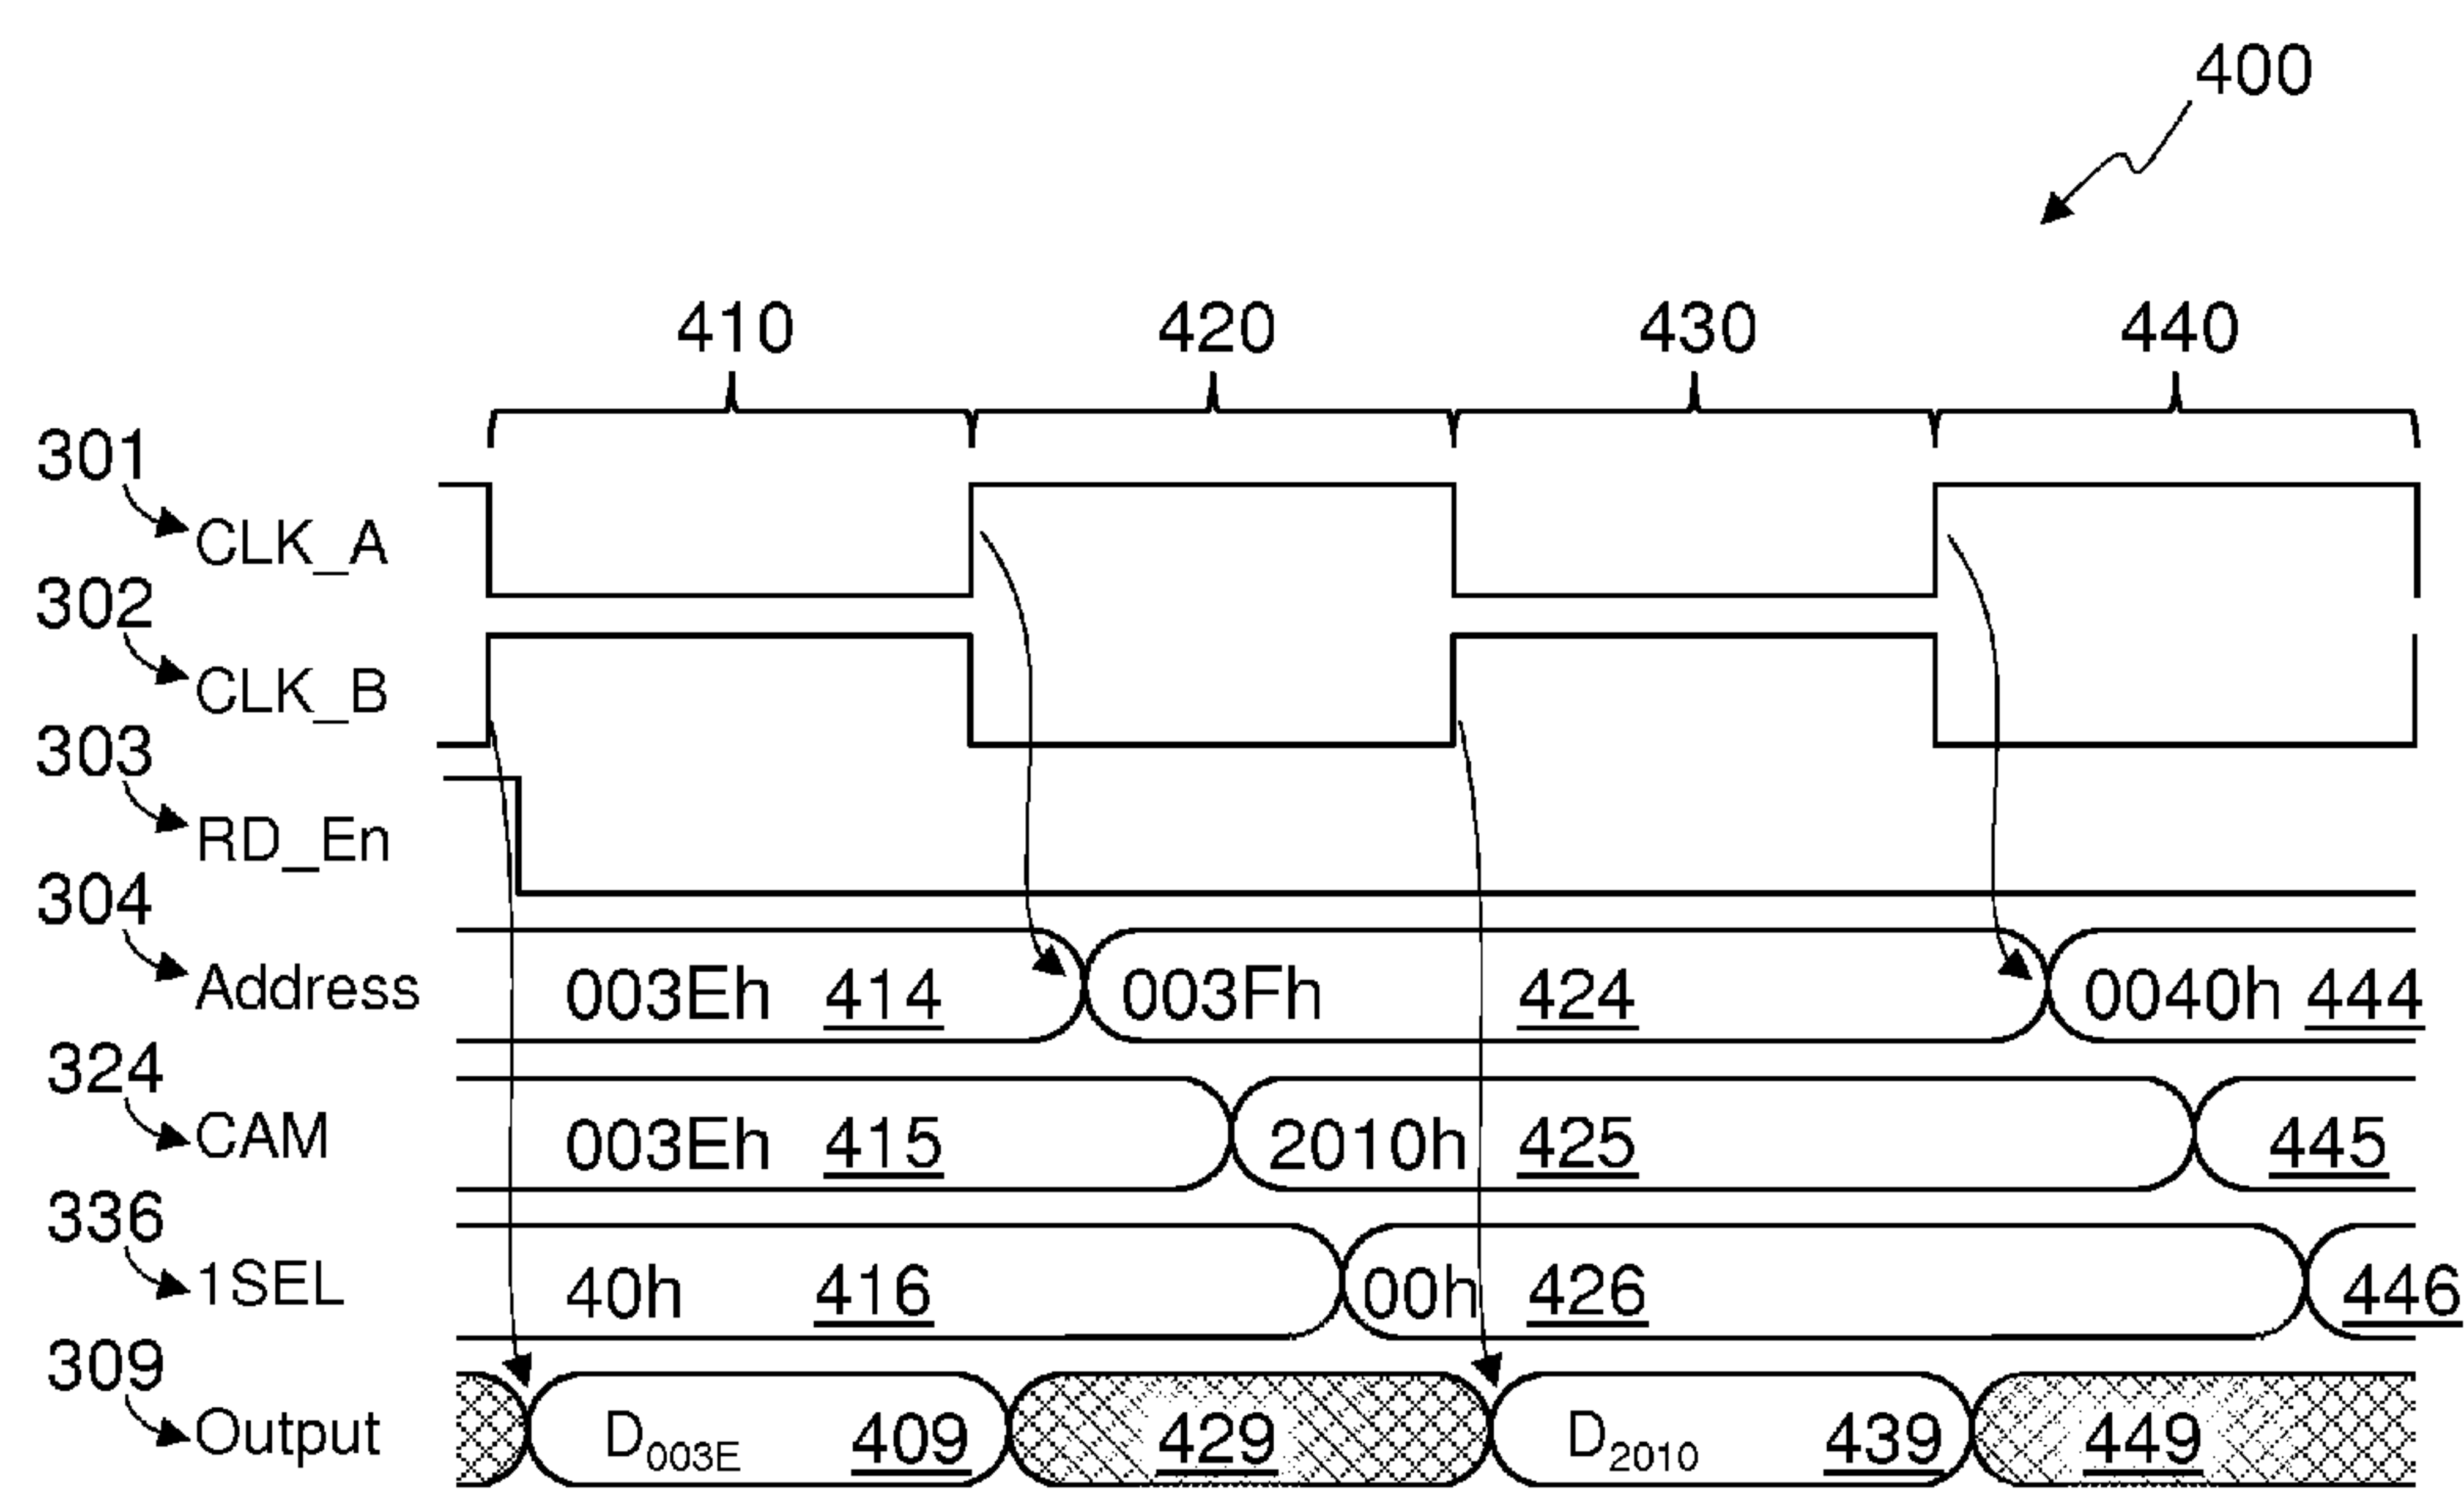 400
410 420 430 440
301
CLK_A
302
CLK_B
303
RD_En
304
Address 003Eh 414 003Fh 424 0040h 444
324
CAM 003Eh 415 2010h 425 445
336
1SEL 40h 416 00h 426 446
309
Output D003E 409 429 D2010 439 449